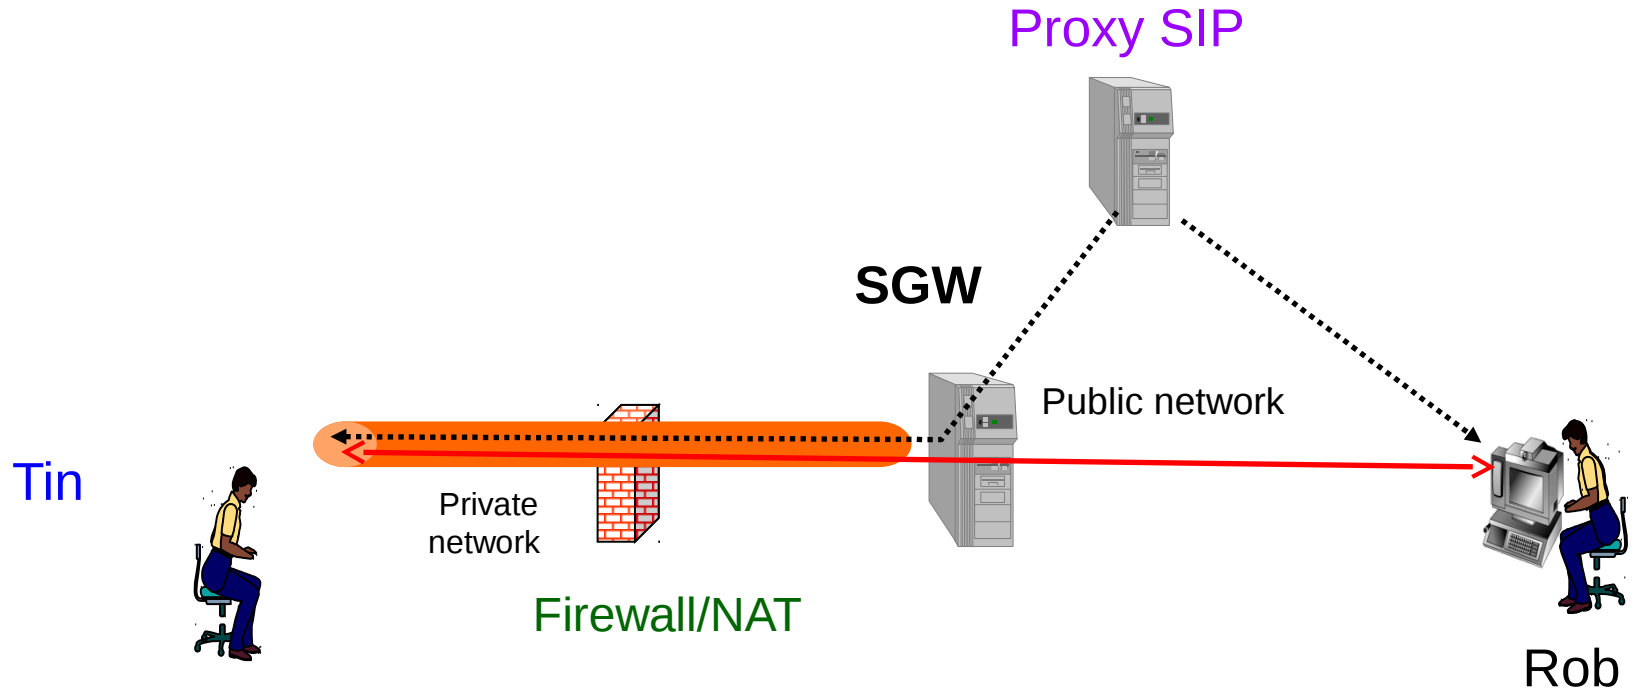 Proxy SIP
SGW
Public network
Tin
Private
network
Firewall/NAT
Rob